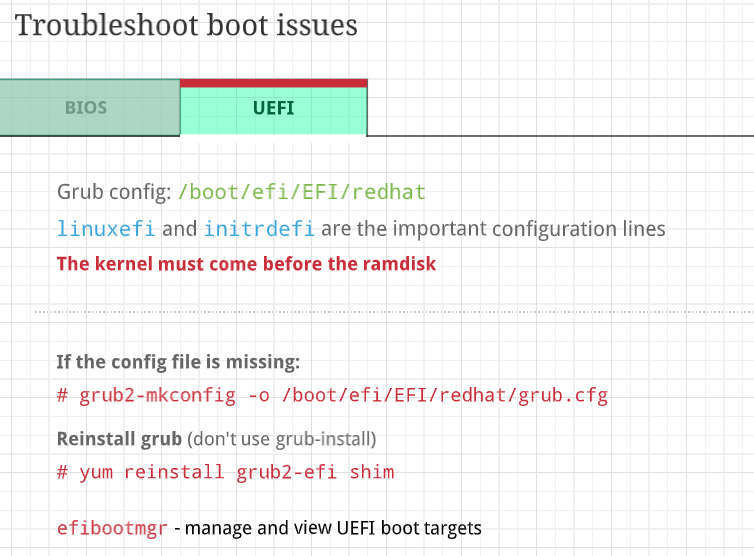 Troubleshoot boot issues
BIOS
UEFI
Grub config: /boot/efi/EFI/redhat
linuxefi and initrdefi are the important configuration lines
The kernel must come before the ramdisk
If the config file is missing:
# grub2-mkconfig -o /boot/efi/EFI/redhat/grub.cfg
Reinstall grub (don't use grub-install)
# yum reinstall grub2-efi shim
efibootmgr - manage and view UEFI boot targets